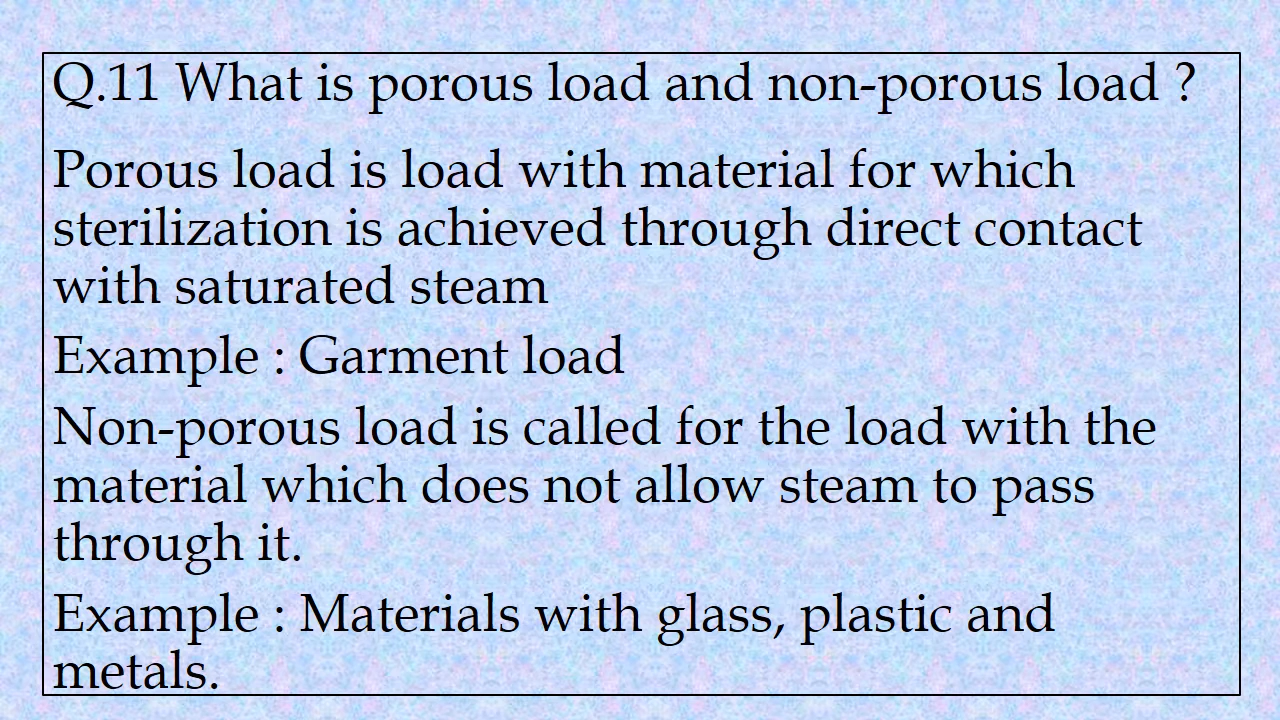 Q.11 What is porous load and non-porous load ?
Porous load is load with material for which
sterilization is achieved through direct contact
with saturated steam
Example : Garment load
Non-porous load is called for the load with the
material which does not allow steam to pass
through it.
Example : Materials with glass, plastic and
metals.